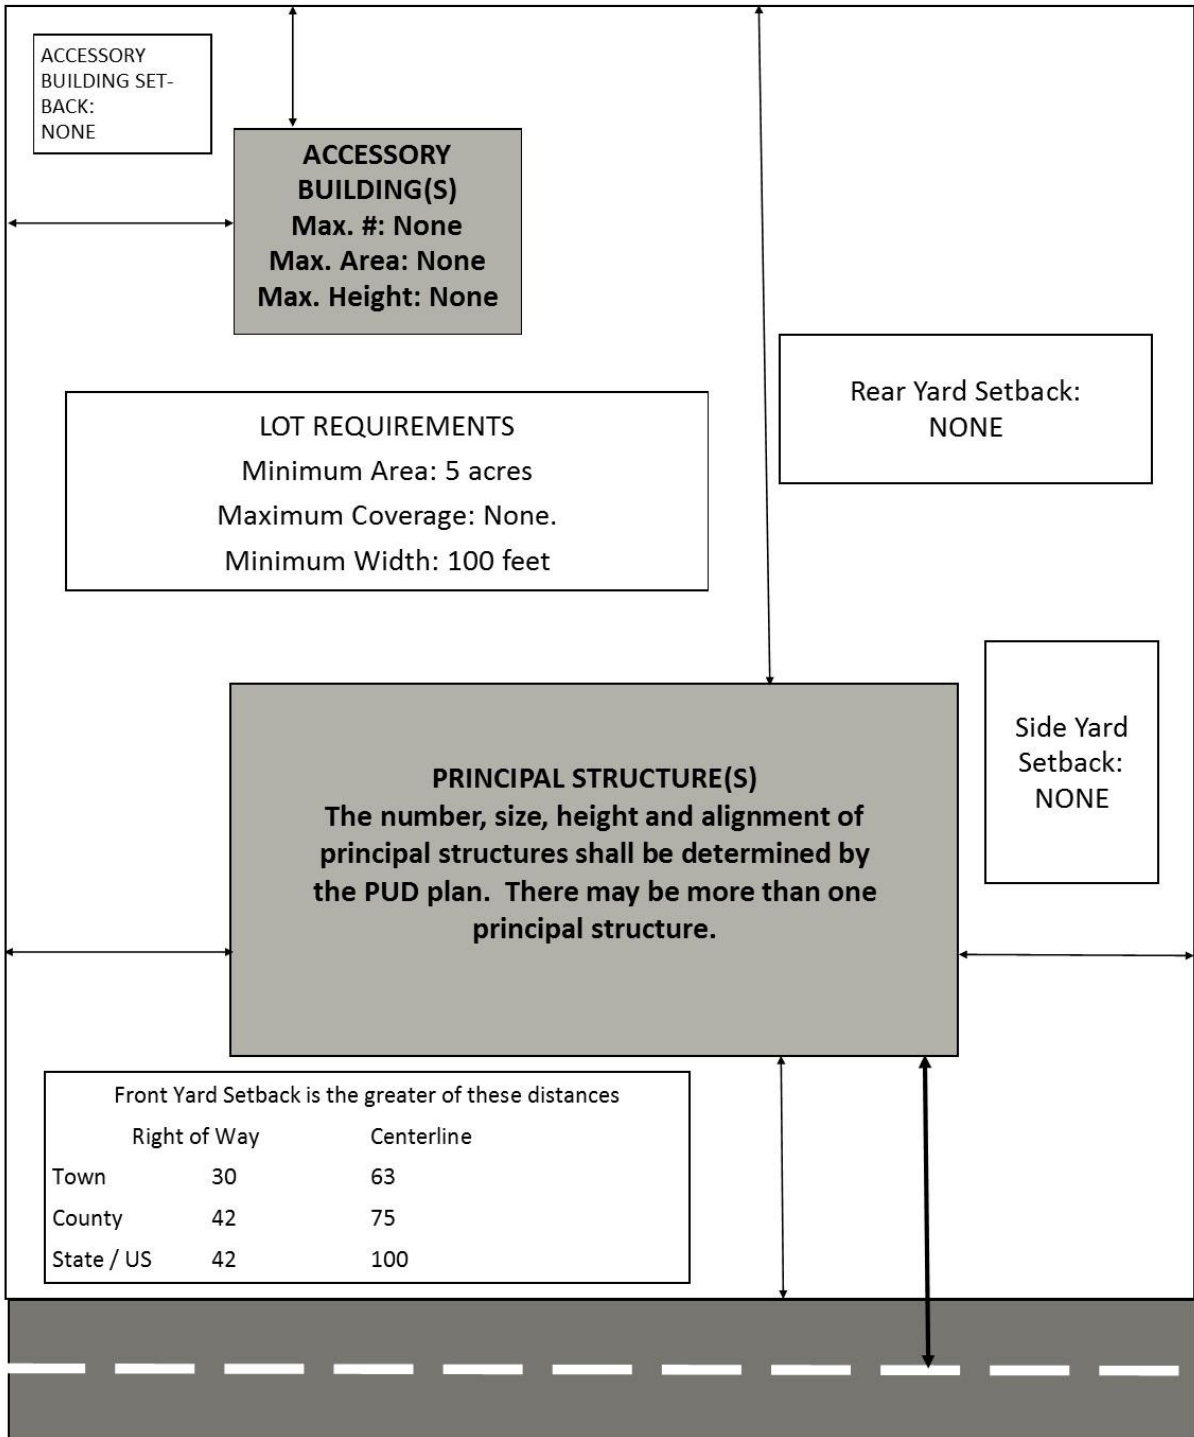 ACCESSORY
BUILDING SET-
BACK:
NONE
ACCESSORY
BUILDING(S)
Max. #: None
Max. Area: None
Max. Height: None
Rear Yard Setback:
NONE
LOT REQUIREMENTS
Minimum Area: 5 acres
Maximum Coverage: None.
Minimum Width: 100 feet
Side Yard
Setback:
NONE
PRINCIPAL STRUCTURE(S)
The number, size, height and alignment of
principal structures shall be determined by
the PUD plan.  There may be more than one
principal structure.
Front Yard Setback is the greater of these distances
Right of Way Centerline
Town 30 63
County 42 75
State / US 42 100